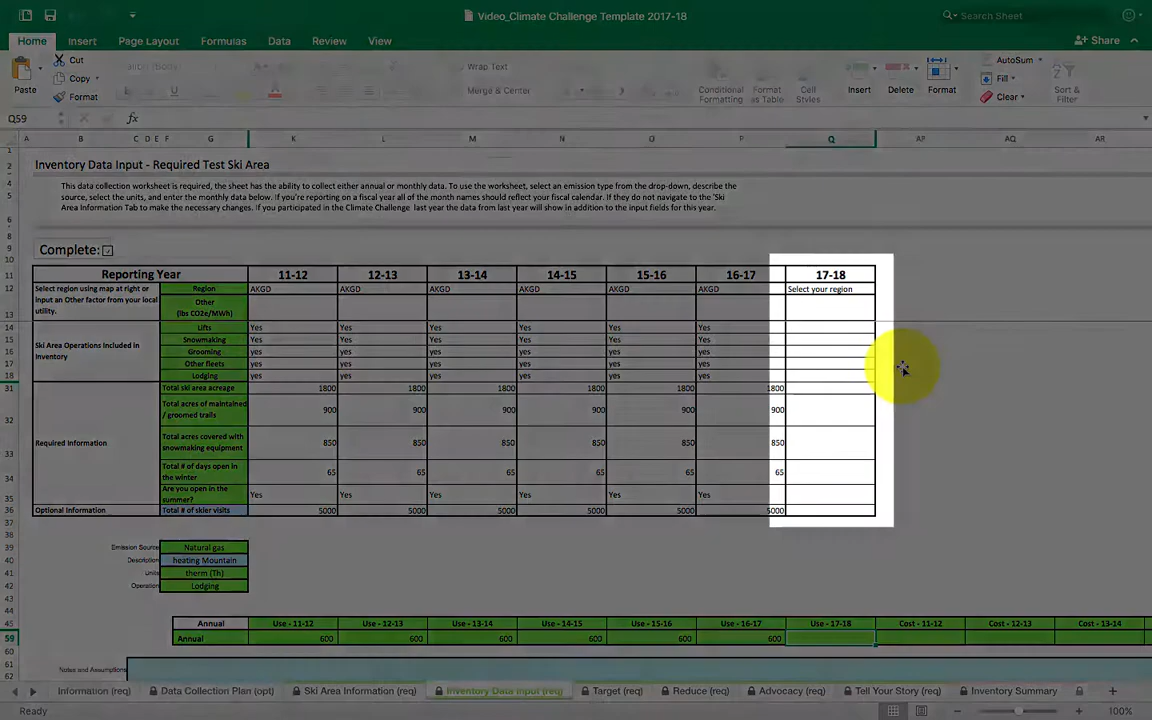 Video_Climate Challenge Template 2017-18
Search Sheet
Home Insert Page Layout Formulas Data Review View
Share
Cut
Copy
Format
Paste
Wrap Text
Merge & Center
Conditional Formatting
Format as Table
Cell Styles
Insert
Delete
Format
AutoSum
Fill
Clear
Sort & Filter
Q59 fx
A B C D E F G K L M N O P Q AP AQ AR
Inventory Data Input - Required Test Ski Area
This data collection worksheet is required, the sheet has the ability to collect either annual or monthly data. To use the worksheet, select an emission type from the drop-down, describe the
source, select the units, and enter the monthly data below. If you're reporting on a fiscal year all of the month names should reflect your fiscal calendar. If they do not navigate to the 'Ski
Area Information Tab to make the necessary changes. If you participated in the Climate Challenge last year the data from last year will show in addition to the input fields for this year.
Complete:
Reporting Year 11-12 12-13 13-14 14-15 15-16 16-17 17-18
Select region using map at right or input an Other factor from your local utility.
Region AKGD AKGD AKGD AKGD AKGD AKGD Select your region
Other (lbs CO2e/MWh)
Ski Area Operations Included in Inventory
Lifts Yes Yes Yes Yes Yes Yes
Snowmaking Yes Yes Yes Yes Yes Yes
Grooming yes yes yes yes yes yes
Other fleets yes yes yes yes yes yes
Lodging yes yes yes yes yes yes
Required Information
Total ski area acreage 1800 1800 1800 1800 1800 1800
Total acres of maintained / groomed trails 900 900 900 900 900 900
Total acres covered with snowmaking equipment 850 850 850 850 850 850
Total # of days open in the winter 65 65 65 65 65 65
Are you open in the summer? Yes Yes Yes Yes Yes Yes
Optional Information Total # of skier visits 5000 5000 5000 5000 5000 5000
Emission Source Natural gas
Description heating Mountain
Units therm (Th)
Operation Lodging
Annual Use - 11-12 Use - 12-13 Use - 13-14 Use - 14-15 Use - 15-16 Use - 16-17 Use - 17-18 Cost - 11-12 Cost - 12-13 Cost - 13-14
Annual 600 600 600 600 600 600
Notes and Assumptions
Information (req) Data Collection Plan (opt) Ski Area Information (req) Inventory Data Input (req) Target (req) Reduce (req) Advocacy (req) Tell Your Story (req) Inventory Summary
Ready 100%